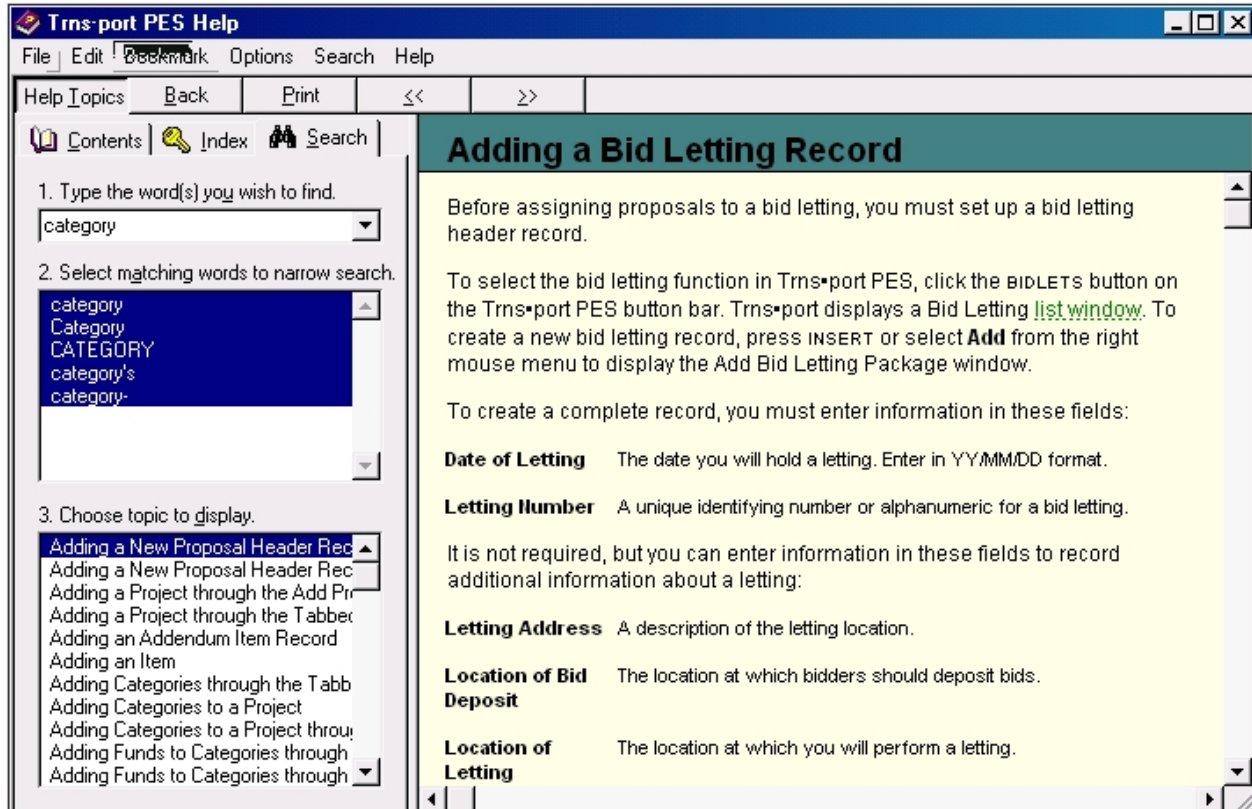 Trns·port PES Help
File Edit Bookmark Options Search Help
Help Topics Back Print << >>
Contents Index Search
1. Type the word(s) you wish to find.
category
2. Select matching words to narrow search.
category
Category
CATEGORY
category's
category-
3. Choose topic to display.
Adding a New Proposal Header Rec
Adding a New Proposal Header Rec
Adding a Project through the Add Pr
Adding a Project through the Tabbed
Adding an Addendum Item Record
Adding an Item
Adding Categories through the Tabb
Adding Categories to a Project
Adding Categories to a Project throug
Adding Funds to Categories through
Adding Funds to Categories through
Adding a Bid Letting Record
Before assigning proposals to a bid letting, you must set up a bid letting
header record.
To select the bid letting function in Trns•port PES, click the BIDLETS button on
the Trns•port PES button bar. Trns•port displays a Bid Letting list window. To
create a new bid letting record, press INSERT or select Add from the right
mouse menu to display the Add Bid Letting Package window.
To create a complete record, you must enter information in these fields:
Date of Letting The date you will hold a letting. Enter in YY/MM/DD format.
Letting Number A unique identifying number or alphanumeric for a bid letting.
It is not required, but you can enter information in these fields to record
additional information about a letting:
Letting Address A description of the letting location.
Location of Bid The location at which bidders should deposit bids.
Deposit
Location of The location at which you will perform a letting.
Letting